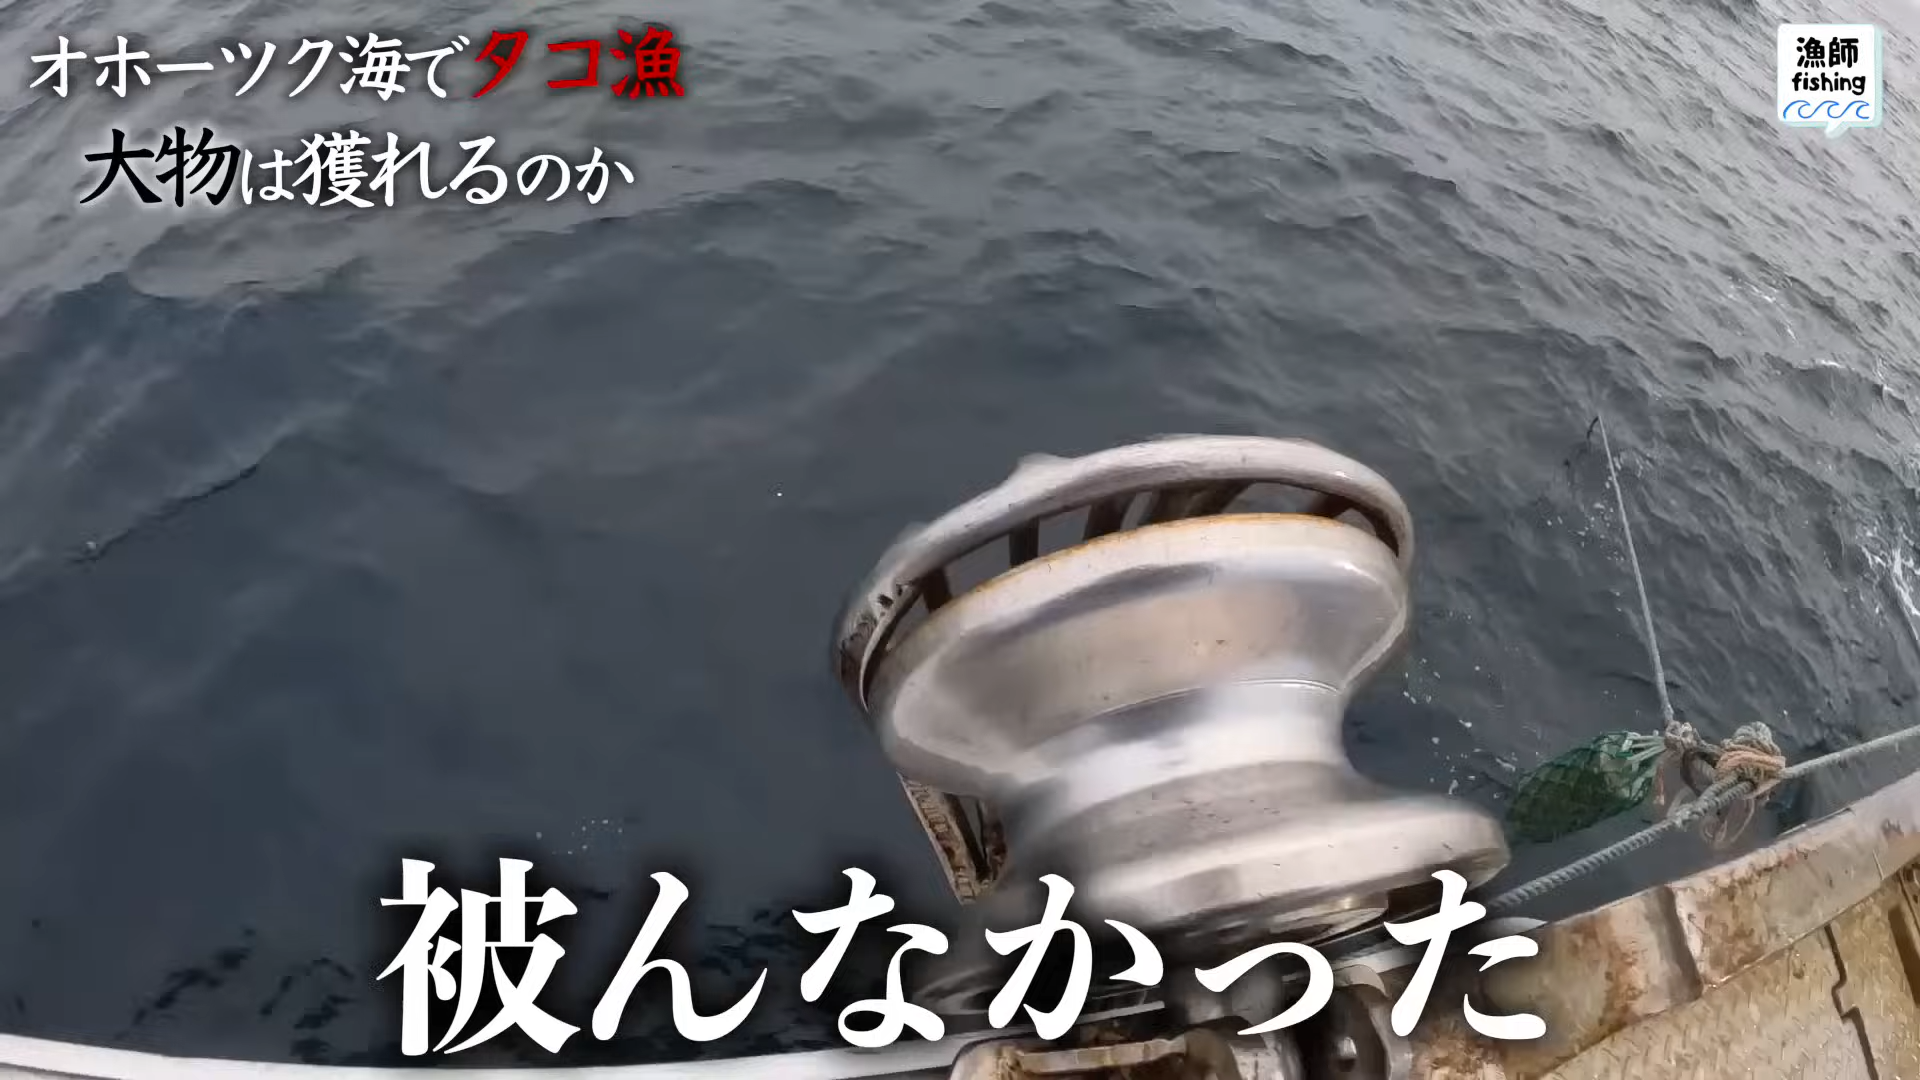 オホーツク海でタコ漁
大物は獲れるのか
漁師
fishing
被んなかった